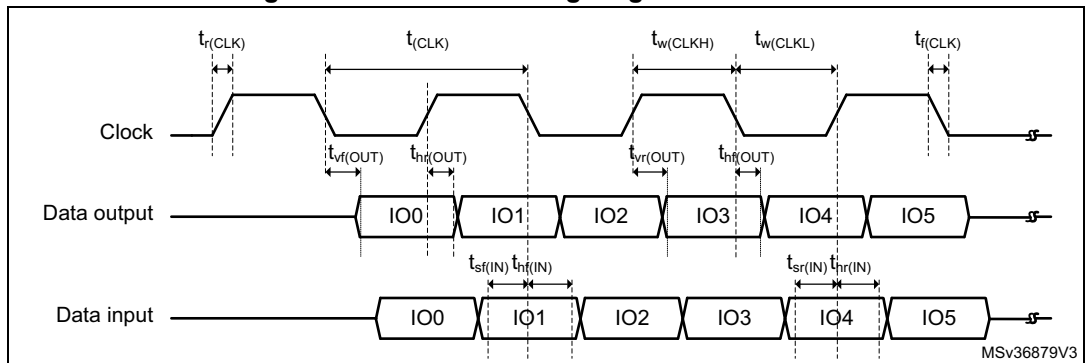 tr(CLK) t(CLK) tw(CLKH) tw(CLKL) tf(CLK)
Clock
tvf(OUT) thr(OUT) tvr(OUT) thf(OUT)
Data output IO0 IO1 IO2 IO3 IO4 IO5
tsf(IN) thf(IN) tsr(IN) thr(IN)
Data input IO0 IO1 IO2 IO3 IO4 IO5
MSv36879V3